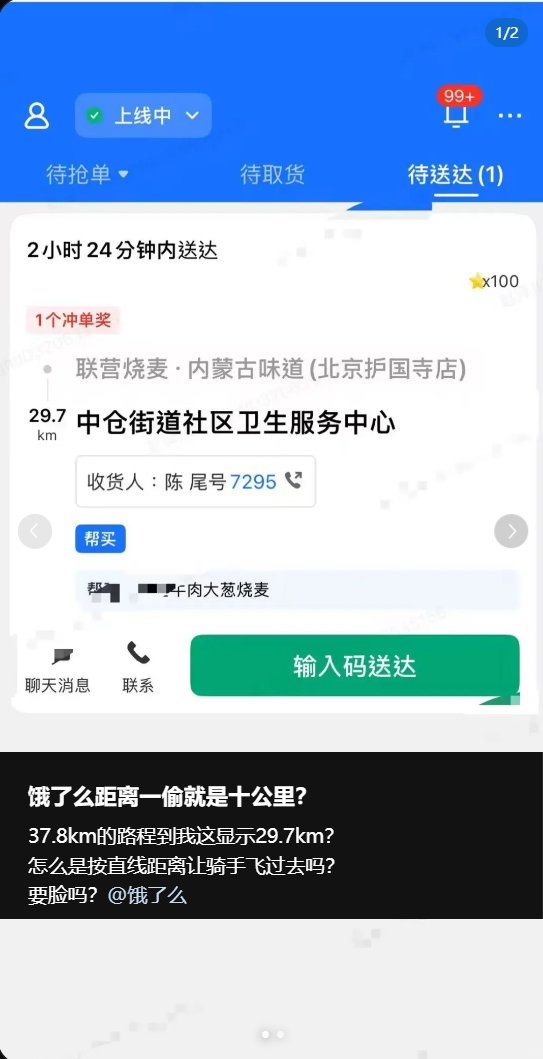 1/2
99+
上线中
待抢单
待取货
待送达 (1)
2小时24分钟内送达
x100
1个冲单奖
联营烧麦·内蒙古味道(北京护国寺店)
29.7
km
中仓街道社区卫生服务中心
收货人：陈 尾号7295
帮买
肉大葱烧麦
聊天消息
联系
输入码送达
饿了么距离一偷就是十公里？
37.8km的路程到我这显示29.7km？
怎么是按直线距离让骑手飞过去吗？
要脸吗？@饿了么